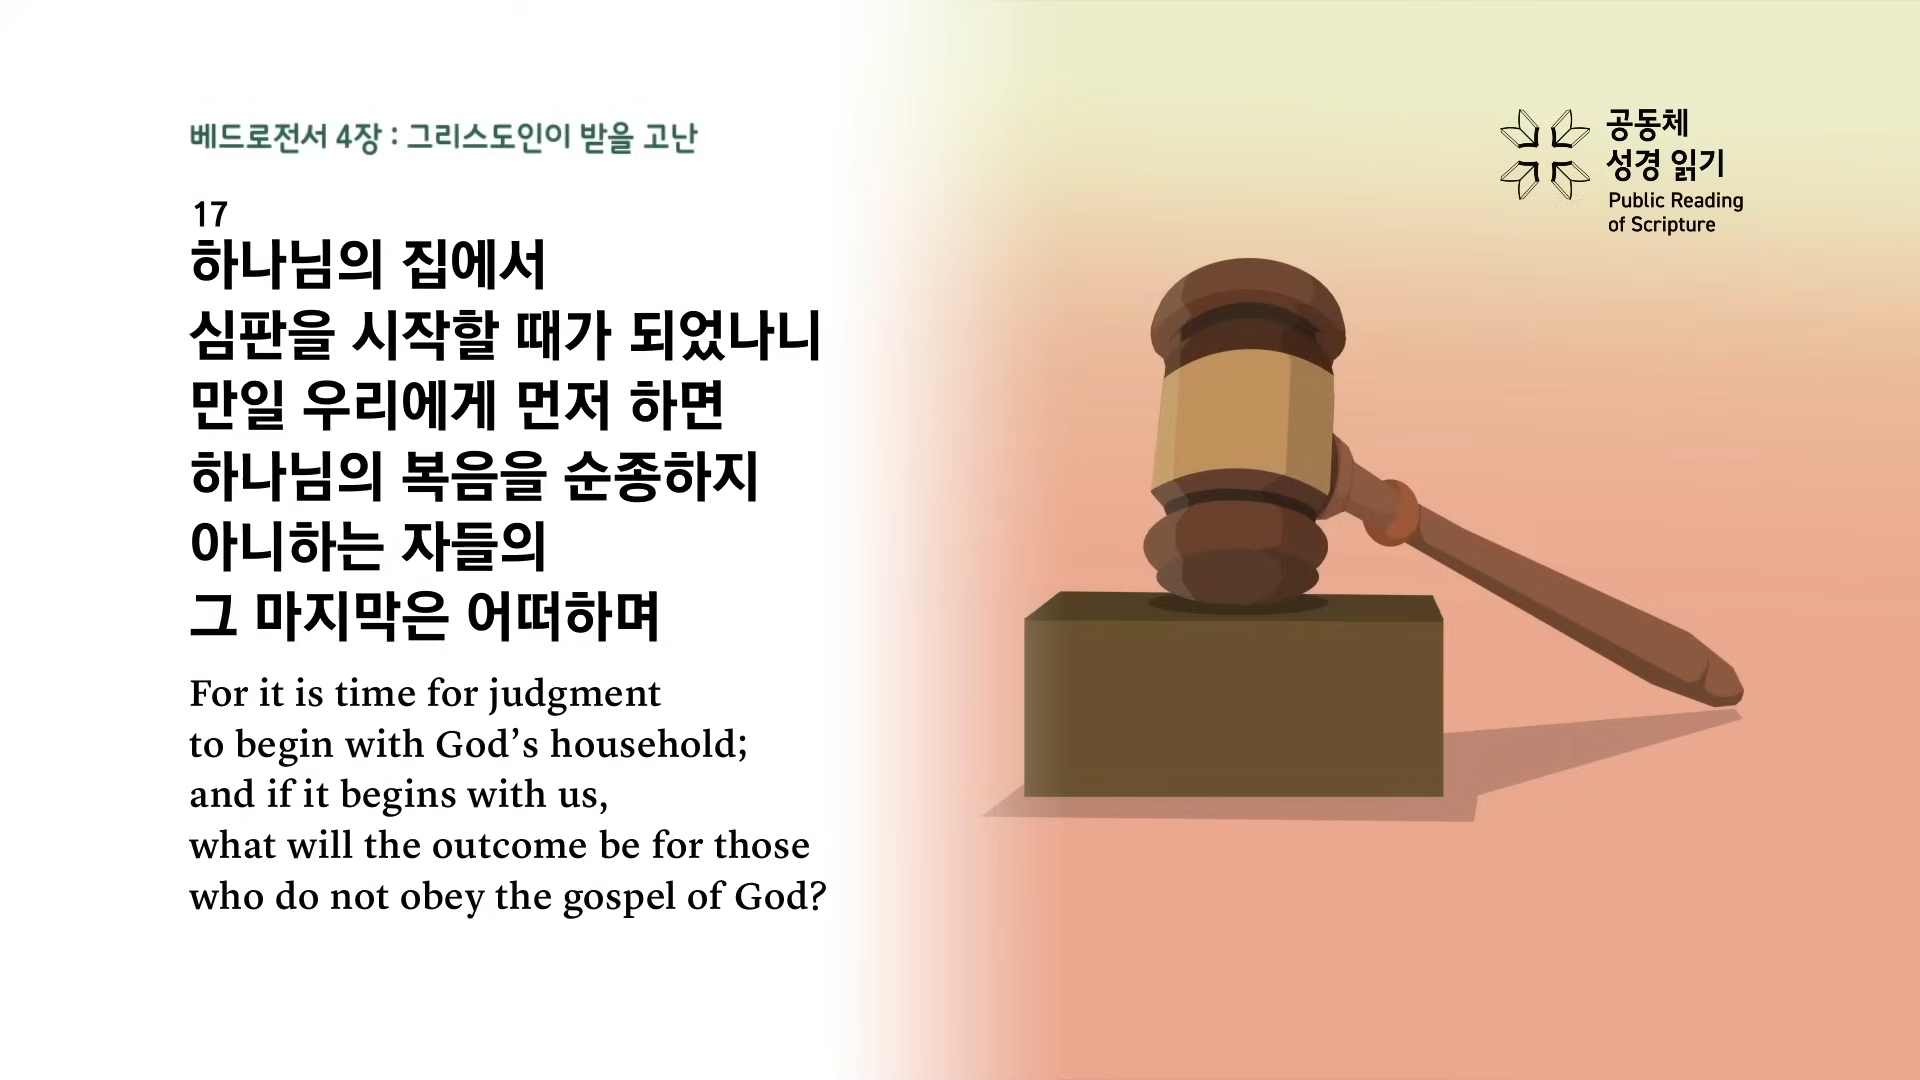 베드로전서 4장 : 그리스도인이 받을 고난
17
하나님의 집에서
심판을 시작할 때가 되었나니
만일 우리에게 먼저 하면
하나님의 복음을 순종하지
아니하는 자들의
그 마지막은 어떠하며
For it is time for judgment
to begin with God’s household;
and if it begins with us,
what will the outcome be for those
who do not obey the gospel of God?
공동체
성경 읽기
Public Reading
of Scripture